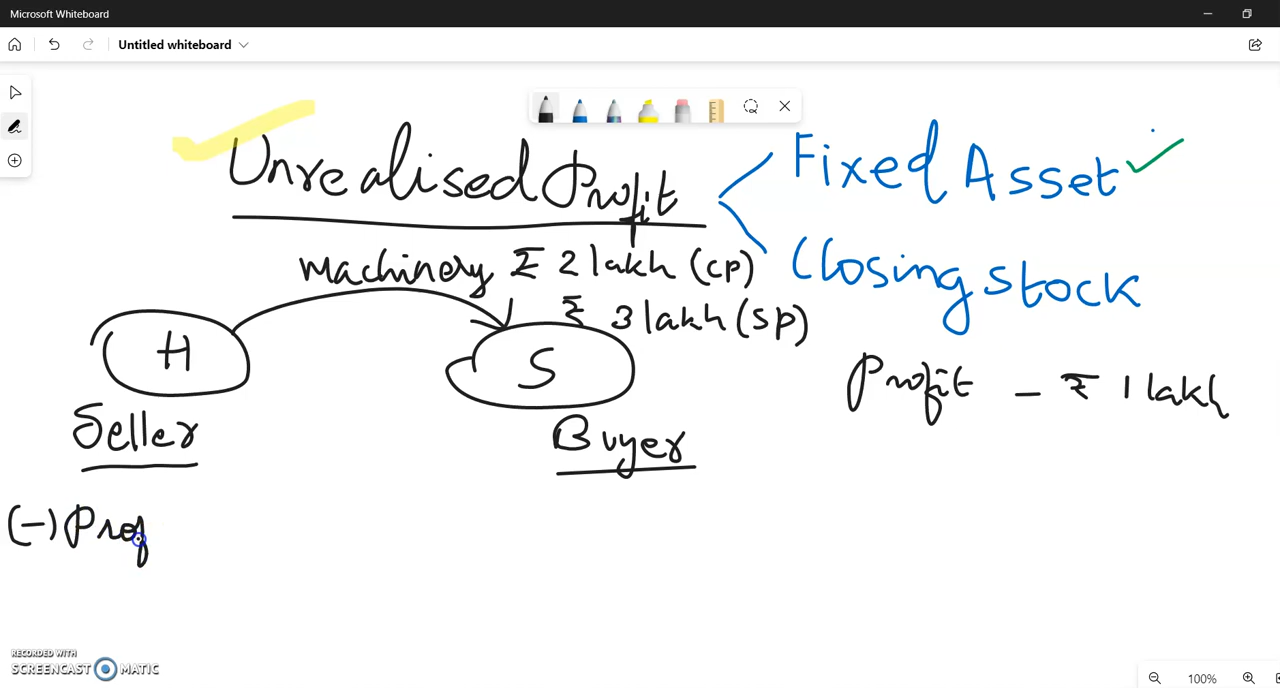 Microsoft Whiteboard
Untitled whiteboard
Unrealised Profit
Fixed Asset
Closing stock
Machinery ₹ 2 lakh (CP)
₹ 3 lakh (SP)
H
S
Profit - ₹ 1 lakh
Seller
Buyer
(-) Prof
RECORDED WITH
SCREENCAST MATIC
100%